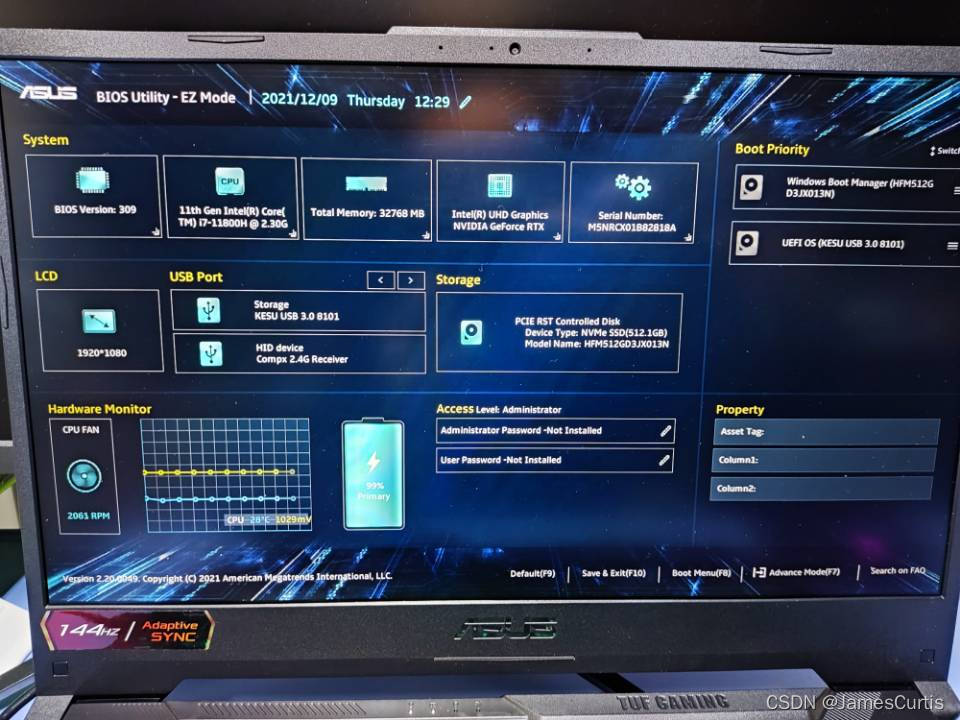 ASUS BIOS Utility - EZ Mode 2021/12/09 Thursday 12:29
System
BIOS Version: 309
11th Gen Intel(R) Core(
TM) i7-11800H @ 2.30G
Total Memory: 32768 MB
Intel(R) UHD Graphics
NVIDIA GeForce RTX
Serial Number:
M5NRCX01B82818A
Boot Priority
Switch
Windows Boot Manager (HFM512G
D3JX013N)
UEFI OS (KESU USB 3.0 8101)
LCD
1920*1080
USB Port
< >
Storage
KESU USB 3.0 8101
HID device
Compx 2.4G Receiver
Storage
PCIE RST Controlled Disk
Device Type: NVMe SSD(512.1GB)
Model Name: HFM512GD3JX013N
Hardware Monitor
CPU FAN
2061 RPM
CPU 28°C 1029mV
99%
Primary
Access Level: Administrator
Administrator Password -Not Installed
User Password -Not Installed
Property
Asset Tag:
Column1:
Column2:
Version 2.20.0049. Copyright (C) 2021 American Megatrends International, LLC.
Default(F9) Save & Exit(F10) Boot Menu(F8) Advance Mode(F7) Search on FAQ
144HZ / Adaptive
SYNC
ASUS
TUF GAMING
CSDN @JamesCurtis